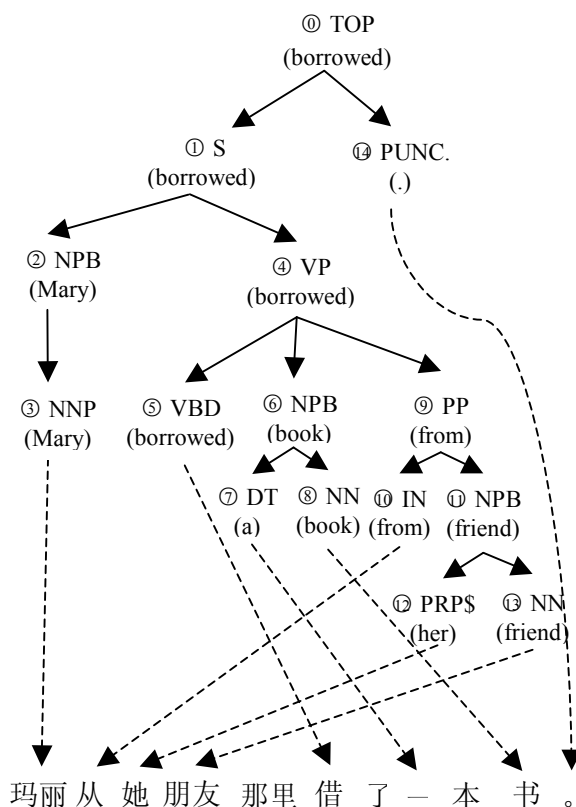 ⓪ TOP
(borrowed)
① S
(borrowed)
⑭ PUNC.
(.)
② NPB
(Mary)
④ VP
(borrowed)
③ NNP
(Mary)
⑤ VBD
(borrowed)
⑥ NPB
(book)
⑨ PP
(from)
⑦ DT
(a)
⑧ NN
(book)
⑩ IN
(from)
⑪ NPB
(friend)
⑫ PRP$
(her)
⑬ NN
(friend)
玛丽 从 她 朋友 那里 借 了 一 本 书 。